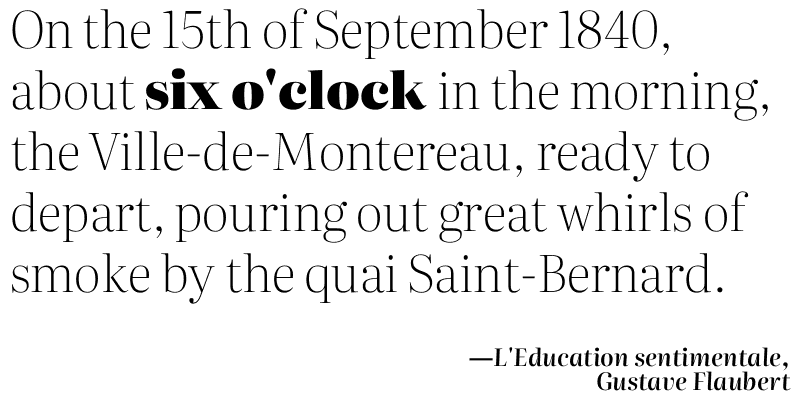 On the 15th of September 1840,
about six o'clock in the morning,
the Ville-de-Montereau, ready to
depart, pouring out great whirls of
smoke by the quai Saint-Bernard.
—L'Education sentimentale,
Gustave Flaubert